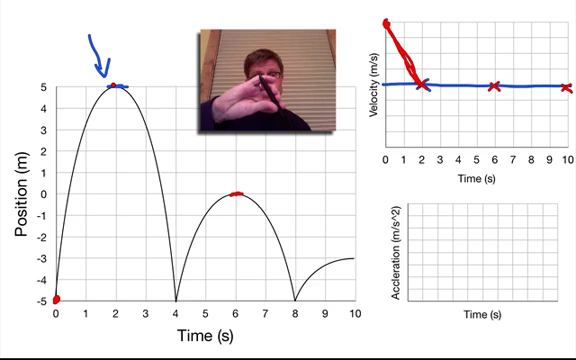 Position (m)
5
4
3
2
1
0
-1
-2
-3
-4
-5
0 1 2 3 4 5 6 7 8 9 10
Time (s)
Velocity (m/s)
0 1 2 3 4 5 6 7 8 9 10
Time (s)
Accleration (m/s^2)
Time (s)